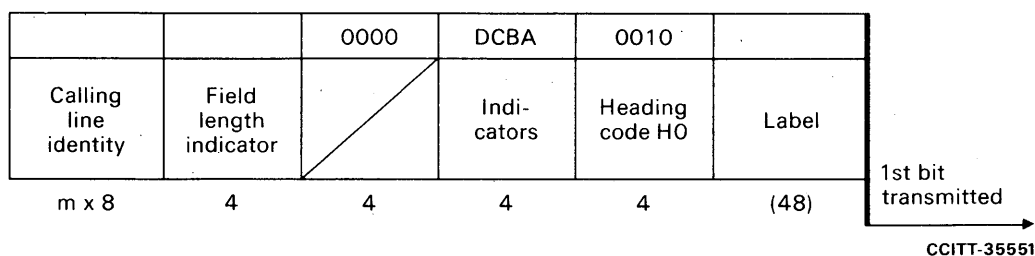 0000 DCBA 0010
Calling
line
identity
Field
length
indicator
Indi-
cators
Heading
code H0
Label
m x 8 4 4 4 4 (48)
1st bit
transmitted
CCITT-35551